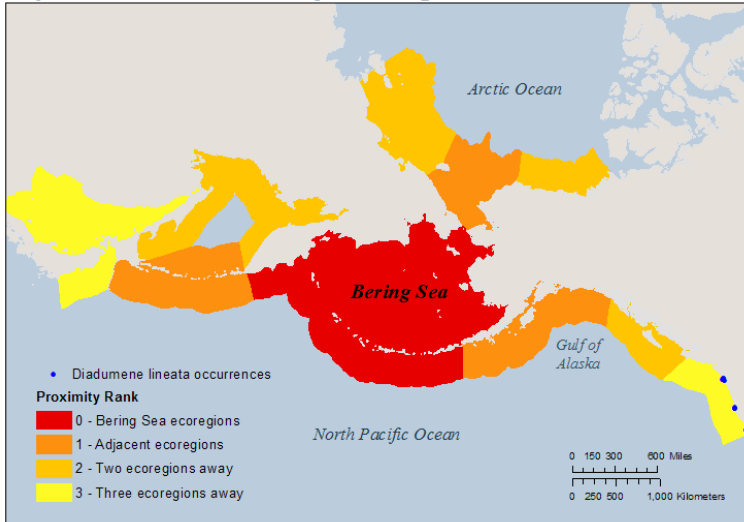 Arctic Ocean
Bering Sea
Gulf of
Alaska
Diadumene lineata occurrences
Proximity Rank
0 - Bering Sea ecoregions
1 - Adjacent ecoregions
2 - Two ecoregions away
3 - Three ecoregions away
North Pacific Ocean
0 150 300 600 Miles
0 250 500 1,000 Kilometers